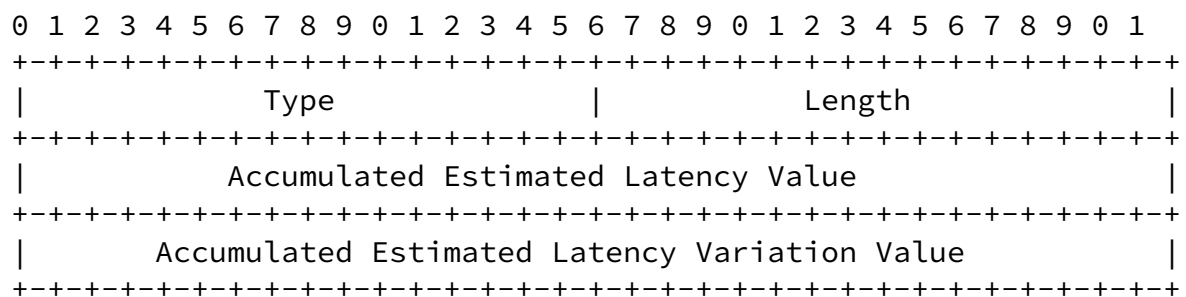 0 1 2 3 4 5 6 7 8 9 0 1 2 3 4 5 6 7 8 9 0 1 2 3 4 5 6 7 8 9 0 1
+-+-+-+-+-+-+-+-+-+-+-+-+-+-+-+-+-+-+-+-+-+-+-+-+-+-+-+-+-+-+-+-+
|             Type              |           Length              |
+-+-+-+-+-+-+-+-+-+-+-+-+-+-+-+-+-+-+-+-+-+-+-+-+-+-+-+-+-+-+-+-+
|           Accumulated Estimated Latency Value                 |
+-+-+-+-+-+-+-+-+-+-+-+-+-+-+-+-+-+-+-+-+-+-+-+-+-+-+-+-+-+-+-+-+
|       Accumulated Estimated Latency Variation Value           |
+-+-+-+-+-+-+-+-+-+-+-+-+-+-+-+-+-+-+-+-+-+-+-+-+-+-+-+-+-+-+-+-+